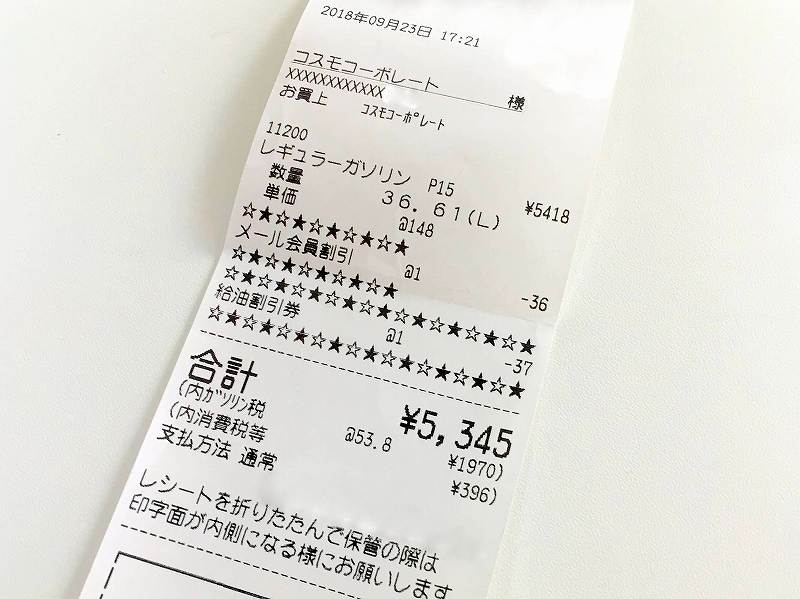 2018年09月23日 17:21
コスモコーポレート
XXXXXXXXXXXX 様
お買上 コスモコーポレート
11200
レギュラーガソリン P15 ¥5418
数量 36.61(L)
単価 @148
☆★☆★☆★☆★☆★
メール会員割引 @1 -36
★☆★☆★☆★☆★
★☆★☆★☆★☆★☆★☆★☆★☆★☆★
給油割引券 @1 -37
☆★☆★☆★☆★☆★☆★☆★☆★☆★☆★
合計 ¥5,345
(内ガソリン税 @53.8 ¥1970)
(内消費税等 ¥396)
支払方法 通常
レシートを折りたたんで保管の際は
印字面が内側になる様にお願いします